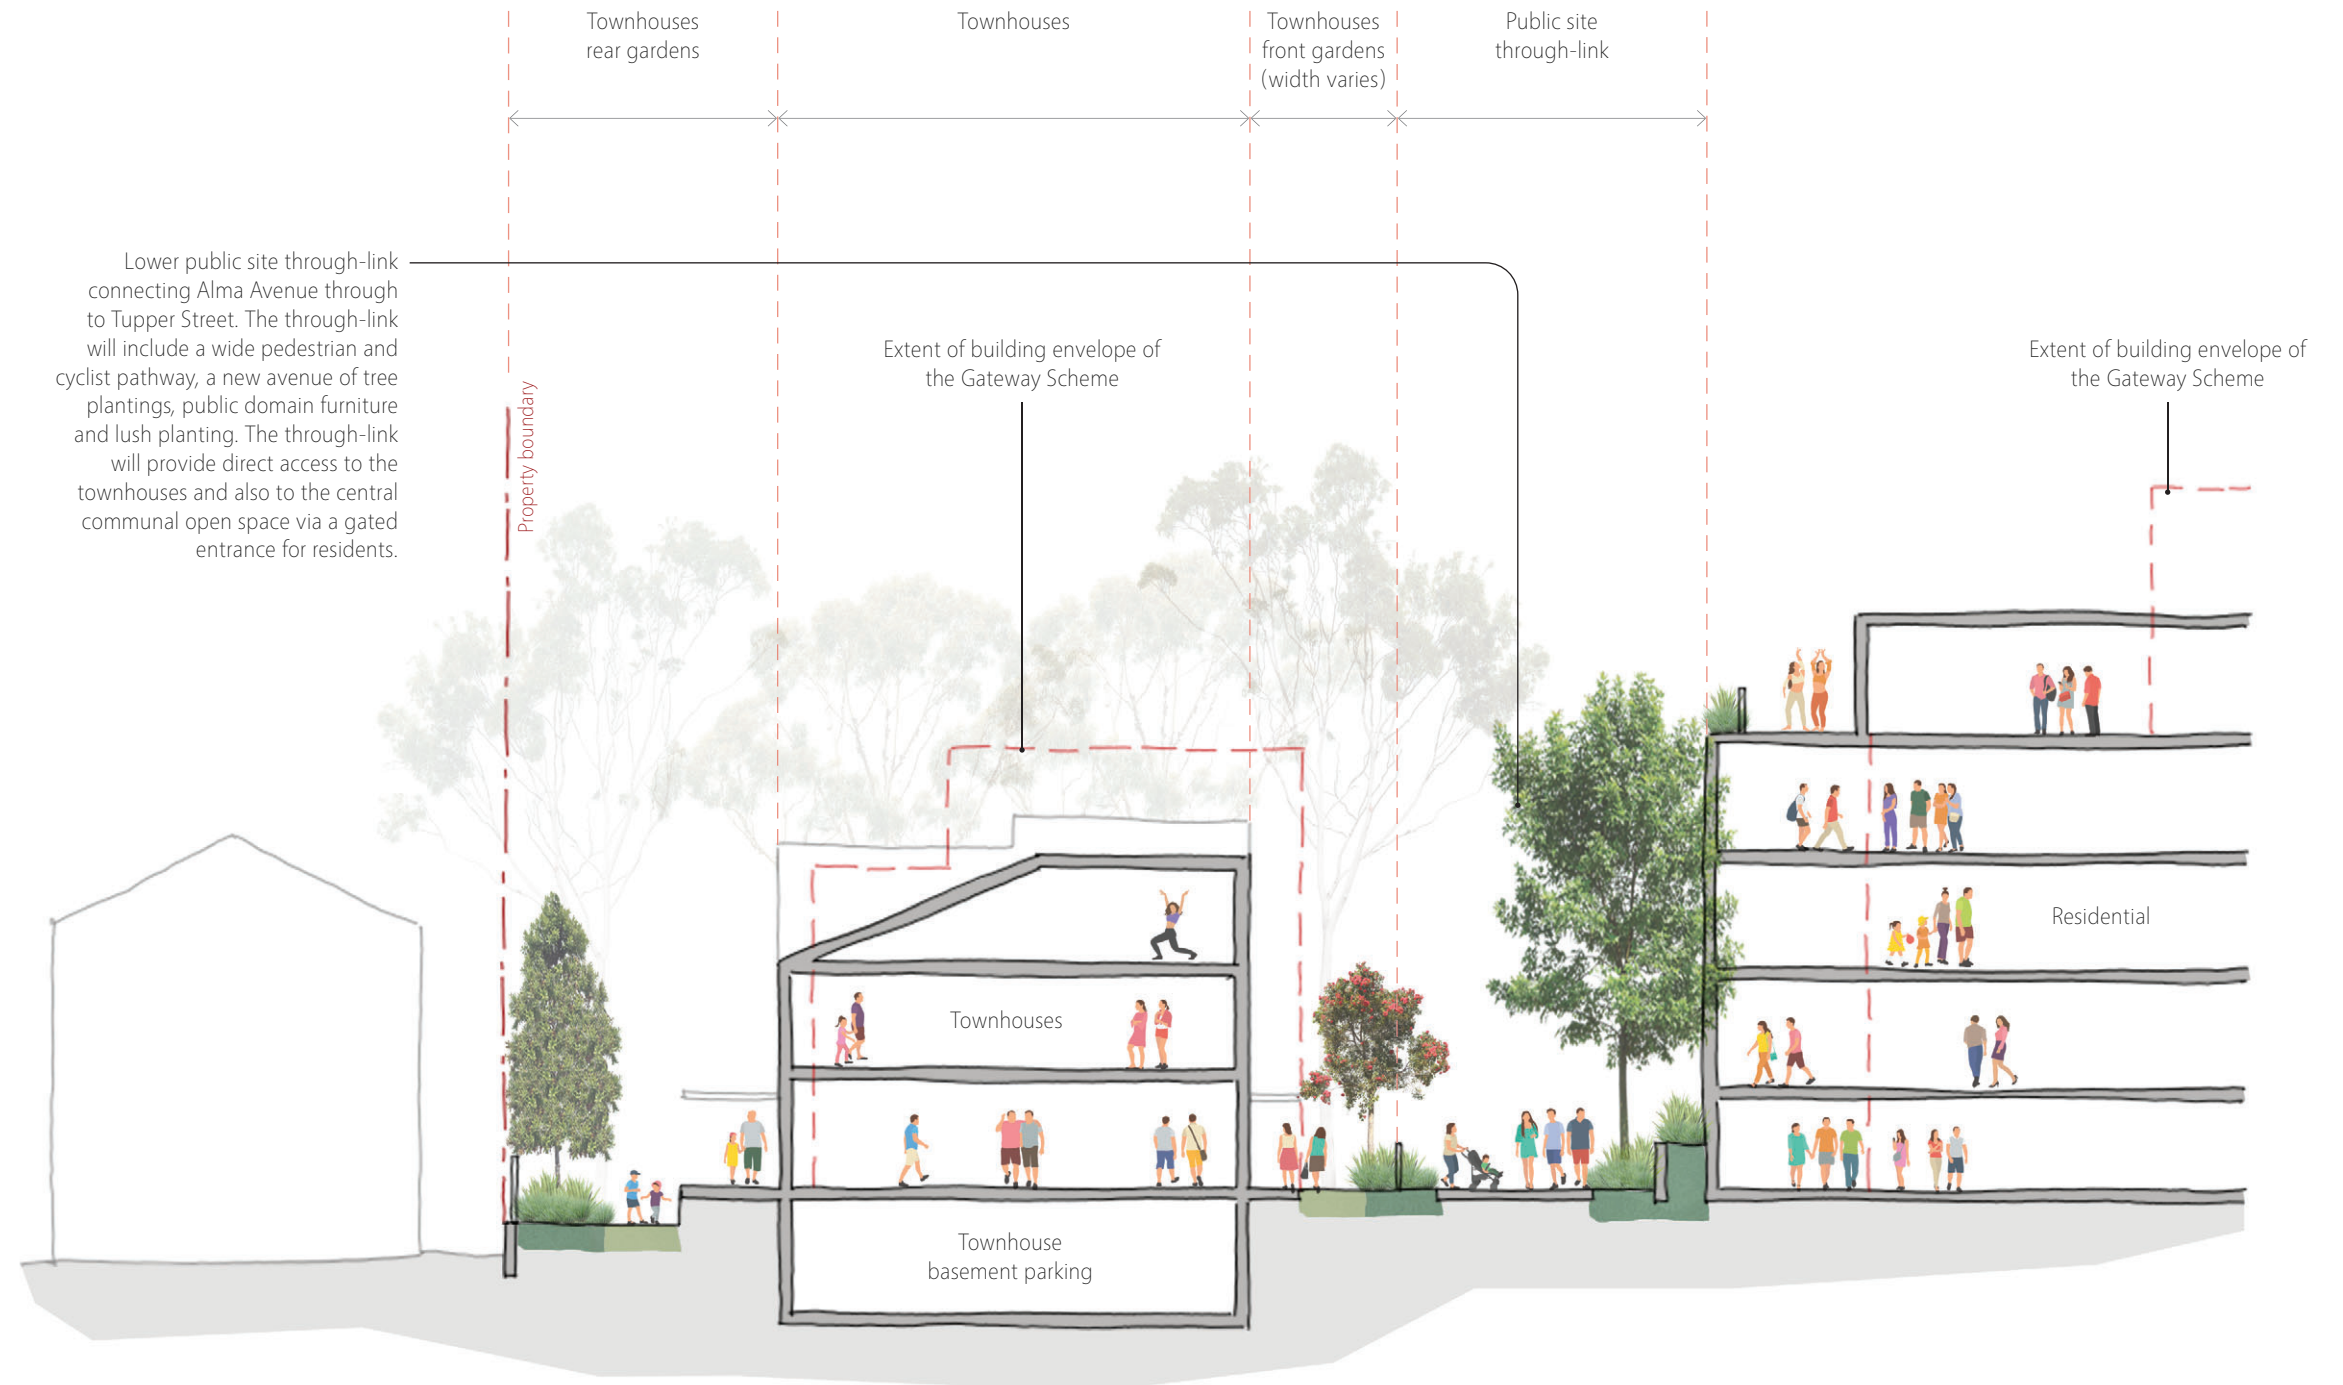 Townhouses
rear gardens
Townhouses
Townhouses
front gardens
(width varies)
Public site
through-link
Lower public site through-link
connecting Alma Avenue through
to Tupper Street. The through-link
will include a wide pedestrian and
cyclist pathway, a new avenue of tree
plantings, public domain furniture
and lush planting. The through-link
will provide direct access to the
townhouses and also to the central
communal open space via a gated
entrance for residents.
Property boundary
Extent of building envelope of
the Gateway Scheme
Extent of building envelope of
the Gateway Scheme
Residential
Townhouses
Townhouse
basement parking